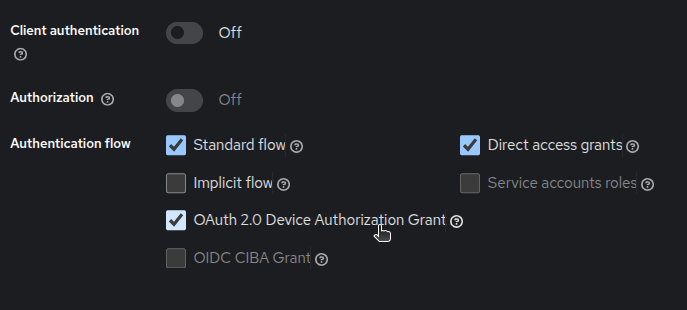 Client authentication
Off
Authorization
Off
Authentication flow
Standard flow
Direct access grants
Implicit flow
Service accounts roles
OAuth 2.0 Device Authorization Grant
OIDC CIBA Grant